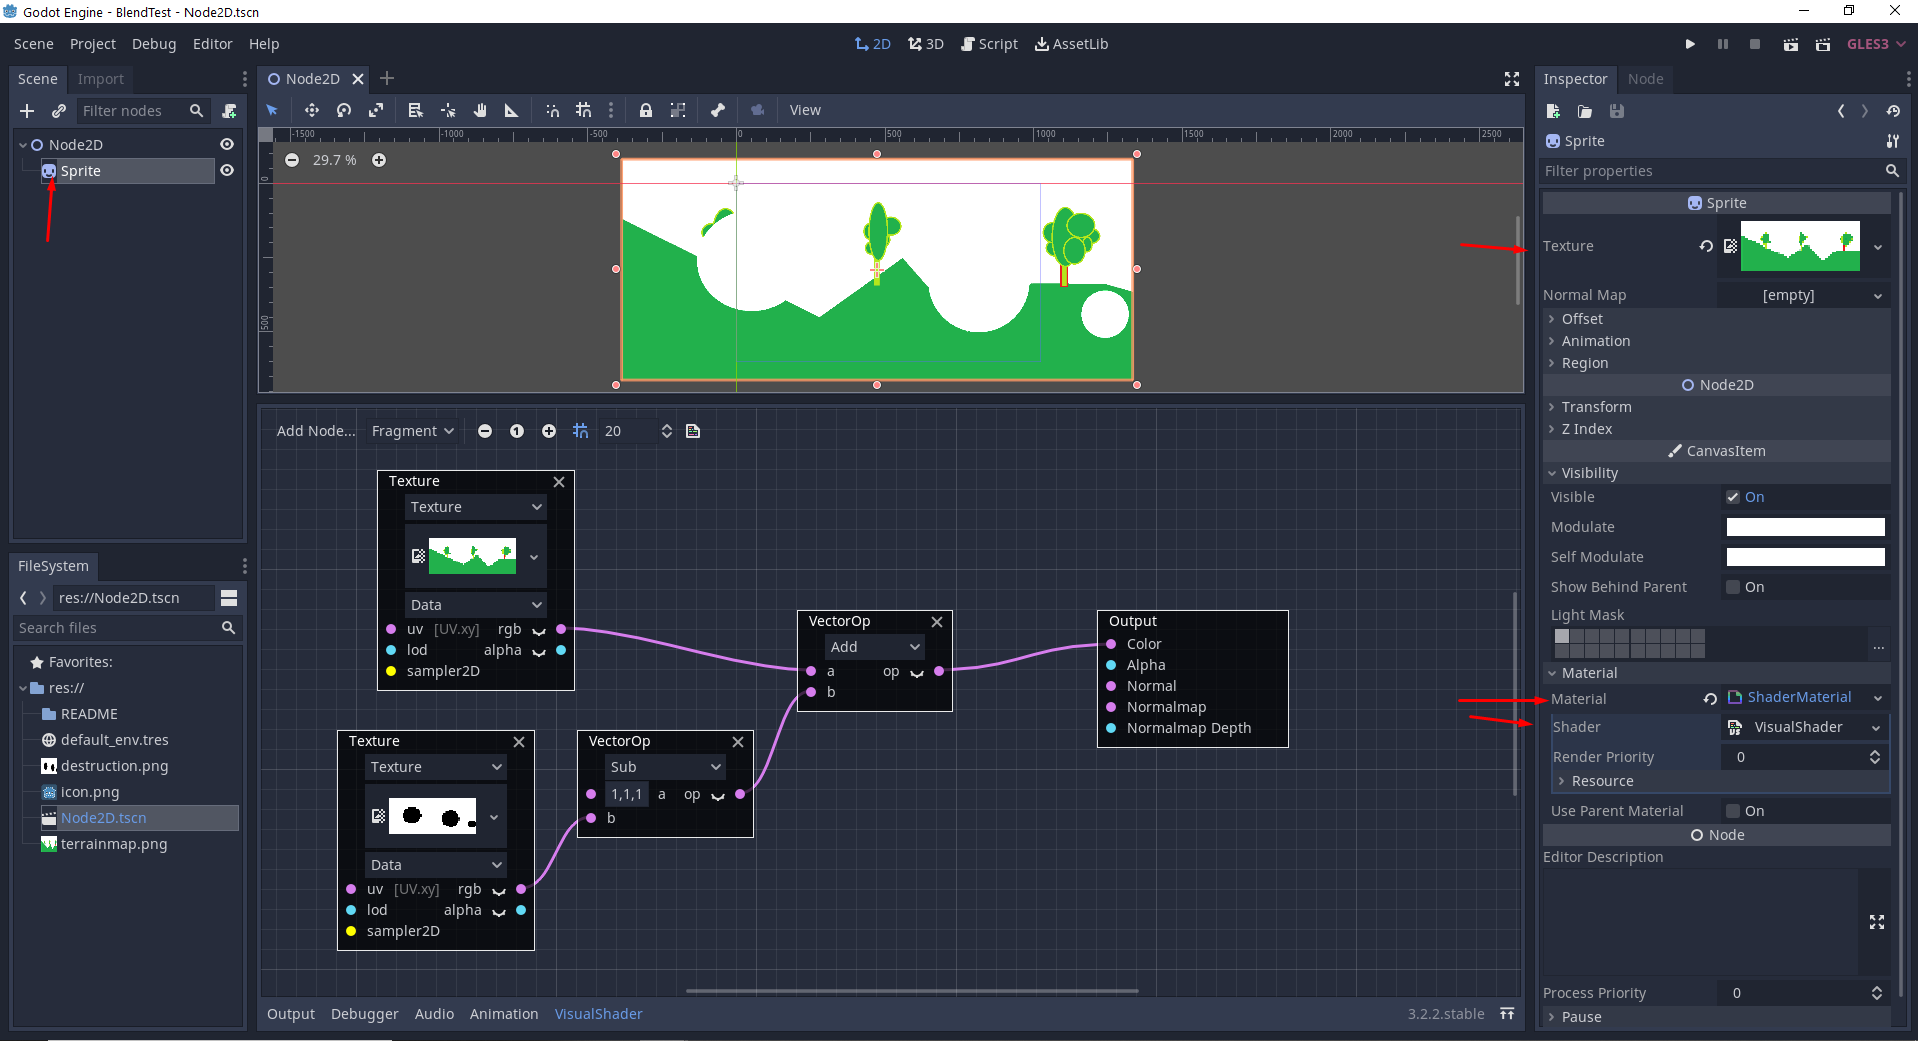 Godot Engine - BlendTest - Node2D.tscn
Scene Project Debug Editor Help
2D 3D Script AssetLib
GLES3
Scene Import
Filter nodes
Node2D
Sprite
Node2D
View
-1500 -1000 -500 0 500 1000 1500 2000 2500
0
500
29.7 %
FileSystem
res://Node2D.tscn
Search files
Favorites:
res://
README
default_env.tres
destruction.png
icon.png
Node2D.tscn
terrainmap.png
Add Node... Fragment 1 20
Texture
Texture
Data
uv [UV.xy] rgb
lod alpha
sampler2D
Texture
Texture
Data
uv [UV.xy] rgb
lod alpha
sampler2D
VectorOp
Sub
1,1,1 a op
b
VectorOp
Add
a op
b
Output
Color
Alpha
Normal
Normalmap
Normalmap Depth
Output Debugger Audio Animation VisualShader
3.2.2.stable
Inspector Node
Sprite
Filter properties
Sprite
Texture
Normal Map [empty]
Offset
Animation
Region
Node2D
Transform
Z Index
CanvasItem
Visibility
Visible On
Modulate
Self Modulate
Show Behind Parent On
Light Mask
...
Material
Material ShaderMaterial
Shader VisualShader
Render Priority 0
Resource
Use Parent Material On
Node
Editor Description
Process Priority 0
Pause